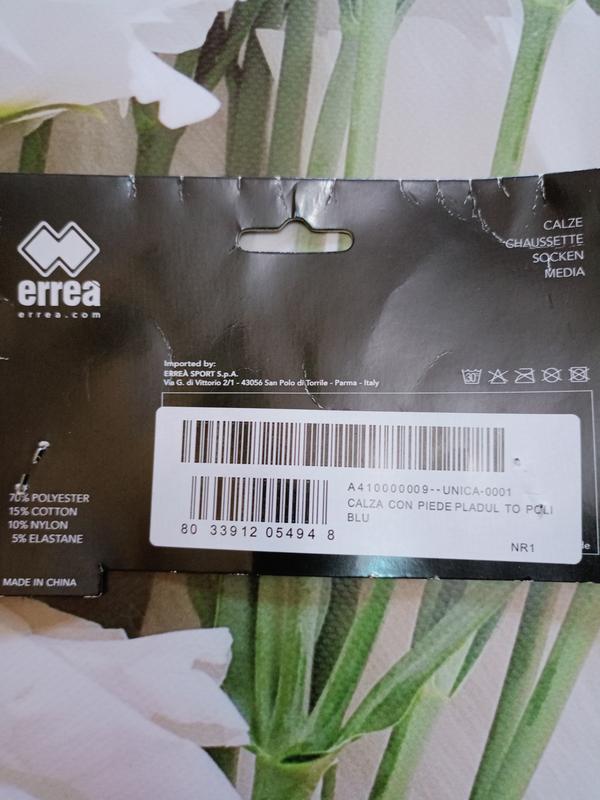 erreà
errea.com
CALZE
CHAUSSETTE
SOCKEN
MEDIA
Imported by:
ERREÀ SPORT S.p.A.
Via G. di Vittorio 2/1 - 43056 San Polo di Torrile - Parma - Italy
30°
70% POLYESTER
15% COTTON
10% NYLON
5% ELASTANE
MADE IN CHINA
A410000009--UNICA-0001
CALZA CON PIEDE PLADUL TO POLI
BLU
80 33912 05494 8
NR1